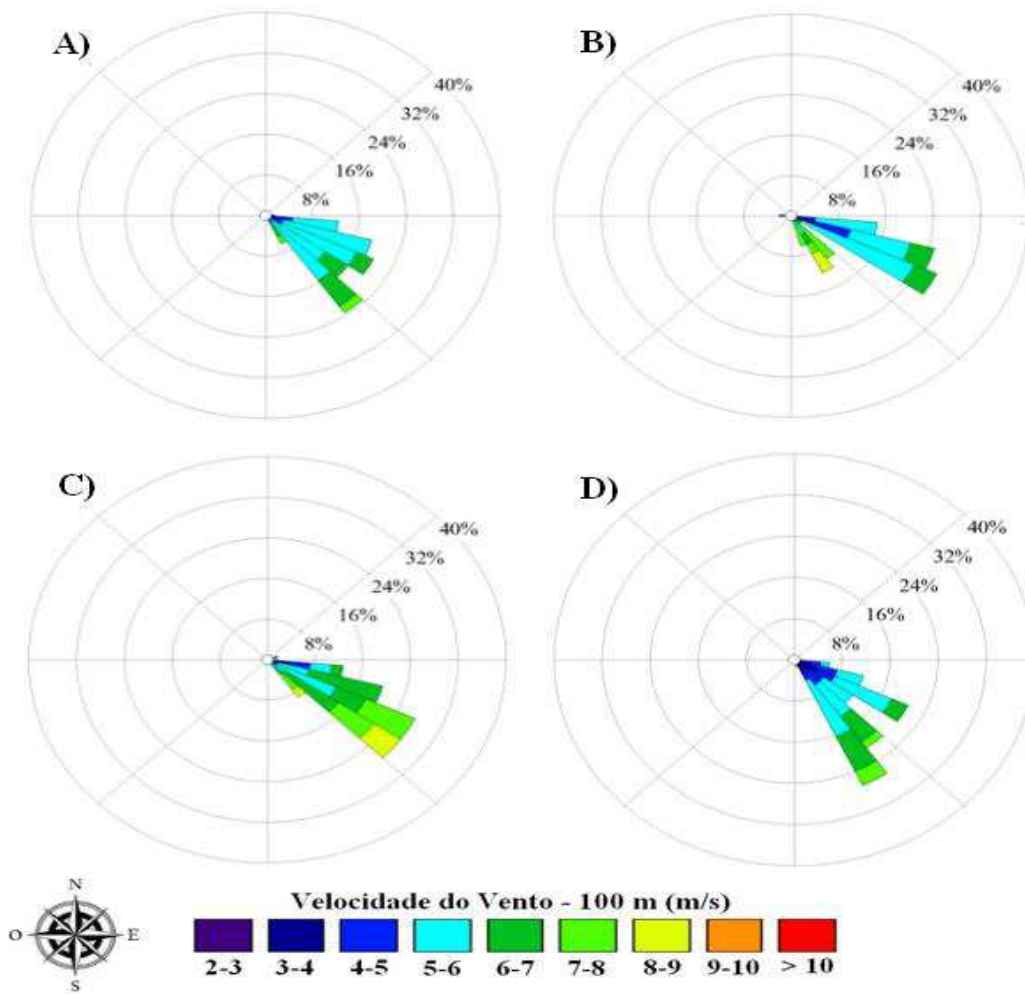 A)
40%
32%
24%
16%
8%
B)
40%
32%
24%
16%
8%
C)
40%
32%
24%
16%
8%
D)
40%
32%
24%
16%
8%
N
O E
S
Velocidade do Vento - 100 m (m/s)
2-3 3-4 4-5 5-6 6-7 7-8 8-9 9-10 > 10